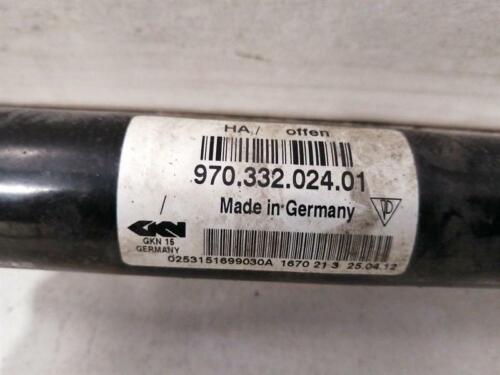 HA / offen
970.332.024.01
Made in Germany
/
GKN
GKN 15
GERMANY
0253151699030A 1670 21 3 25.04.12